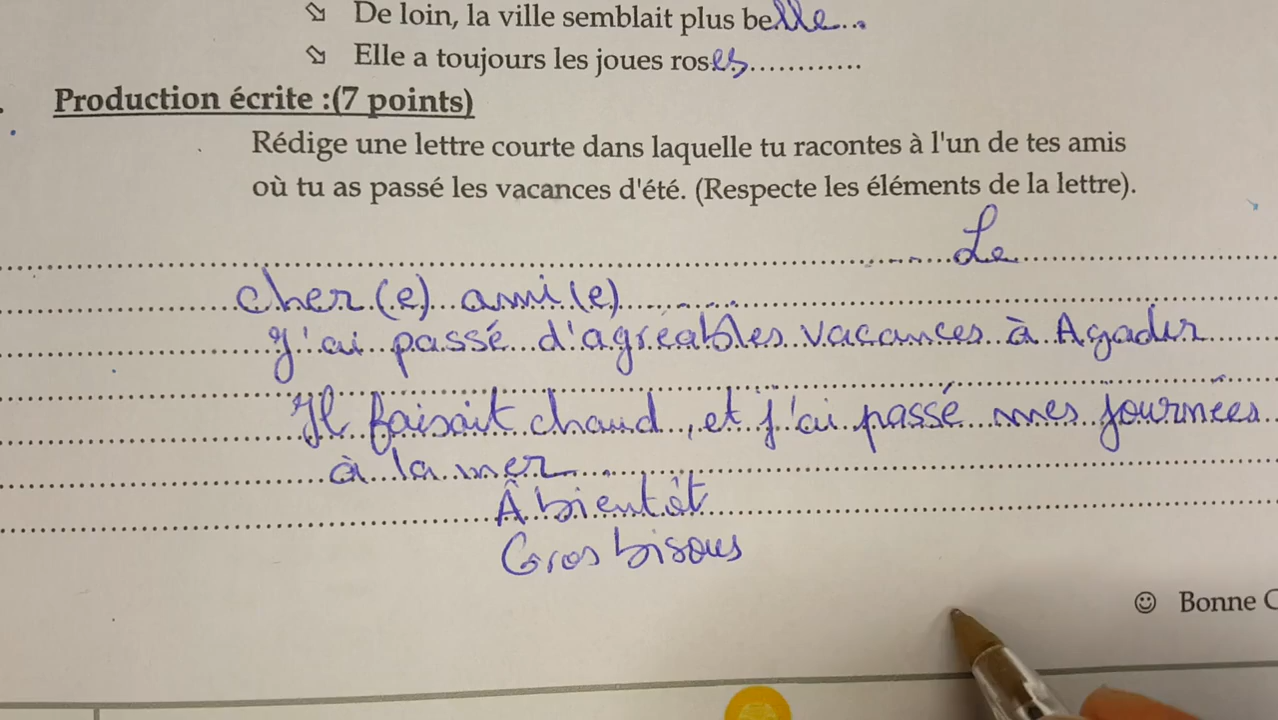 De loin, la ville semblait plus belle...
Elle a toujours les joues roses............
Production écrite :(7 points)
Rédige une lettre courte dans laquelle tu racontes à l'un de tes amis
où tu as passé les vacances d'été. (Respecte les éléments de la lettre).
Le
cher(e) ami(e)
J'ai passé d'agreables vacances à Agadir
Il faisait chaud, et j'ai passé mes journées
à la mer
À bientôt
Gros bisous
☺ Bonne C